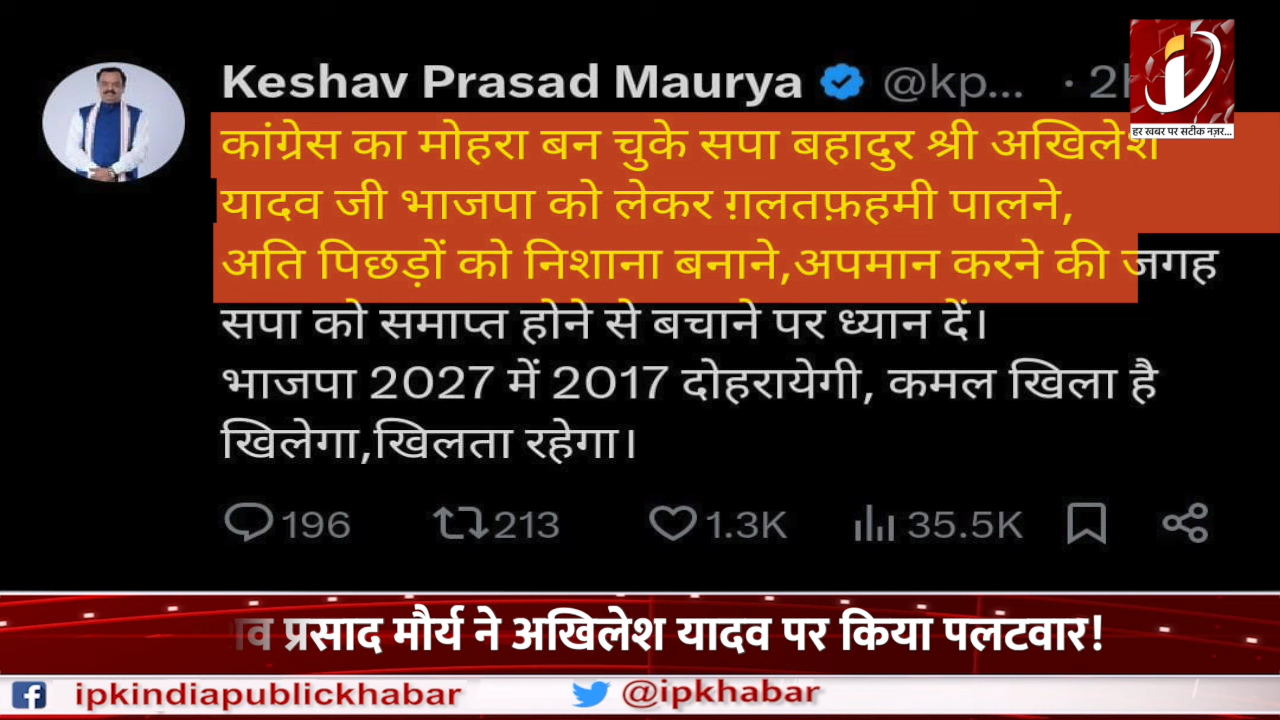 Keshav Prasad Maurya @kp... · 2h
हर खबर पर सटीक नज़र...
कांग्रेस का मोहरा बन चुके सपा बहादुर श्री अखिलेश
यादव जी भाजपा को लेकर ग़लतफ़हमी पालने,
अति पिछड़ों को निशाना बनाने,अपमान करने की जगह
सपा को समाप्त होने से बचाने पर ध्यान दें।
भाजपा 2027 में 2017 दोहरायेगी, कमल खिला है
खिलेगा,खिलता रहेगा।
196 213 1.3K 35.5K
प्रसाद मौर्य ने अखिलेश यादव पर किया पलटवार!
ipkindiapublickhabar @ipkhabar